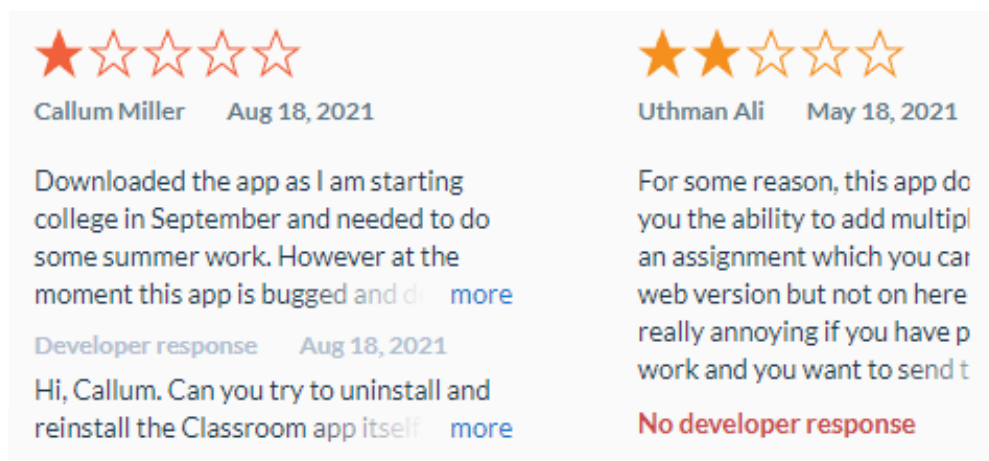 Callum Miller Aug 18, 2021
Downloaded the app as I am starting
college in September and needed to do
some summer work. However at the
moment this app is bugged and more
Developer response Aug 18, 2021
Hi, Callum. Can you try to uninstall and
reinstall the Classroom app itself more
Uthman Ali May 18, 2021
For some reason, this app do
you the ability to add multipl
an assignment which you car
web version but not on here
really annoying if you have p
work and you want to send t
No developer response